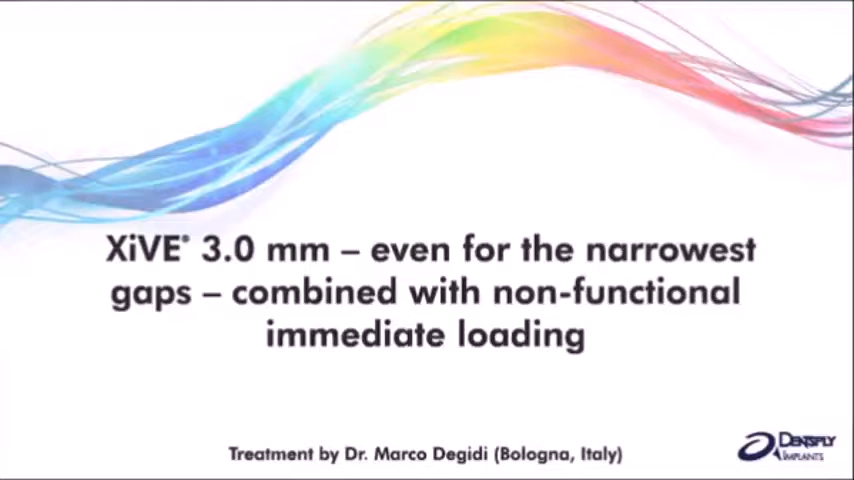 XiVE® 3.0 mm – even for the narrowest
gaps – combined with non-functional
immediate loading
Treatment by Dr. Marco Degidi (Bologna, Italy)
DENTSPLY
IMPLANTS